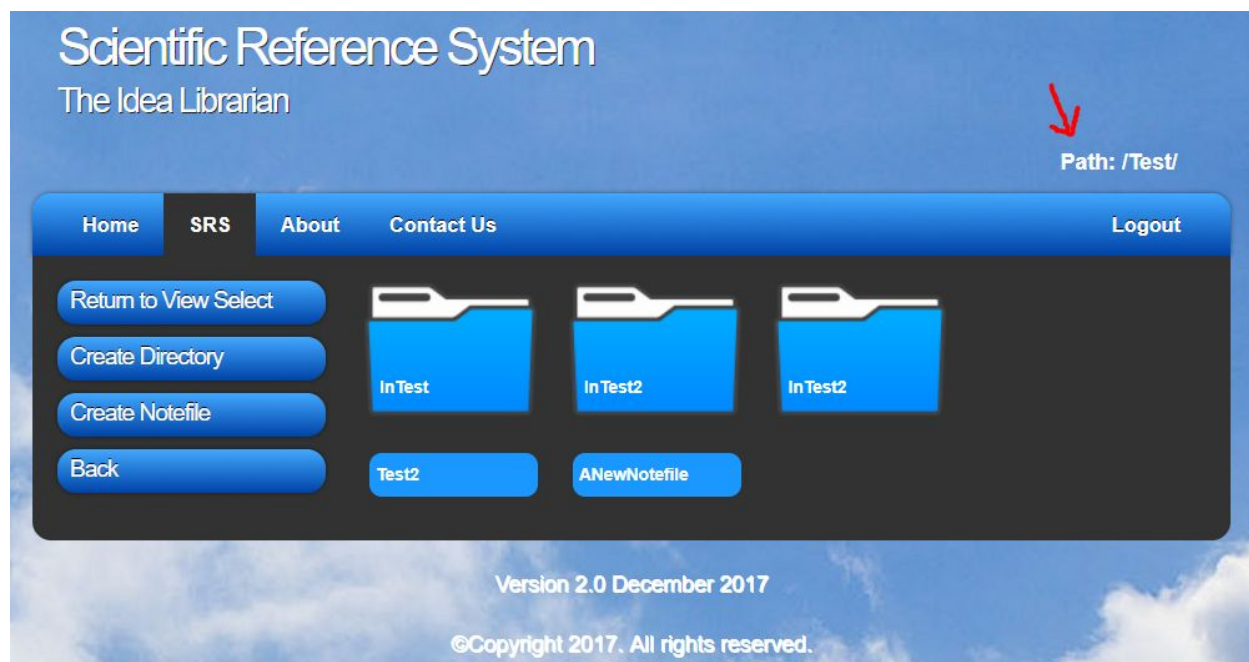 Scientific Reference System
The Idea Librarian
Path: /Test/
Home SRS About Contact Us Logout
Return to View Select
Create Directory
Create Notefile
Back
InTest InTest2 InTest2
Test2 ANewNotefile
Version 2.0 December 2017
©Copyright 2017. All rights reserved.